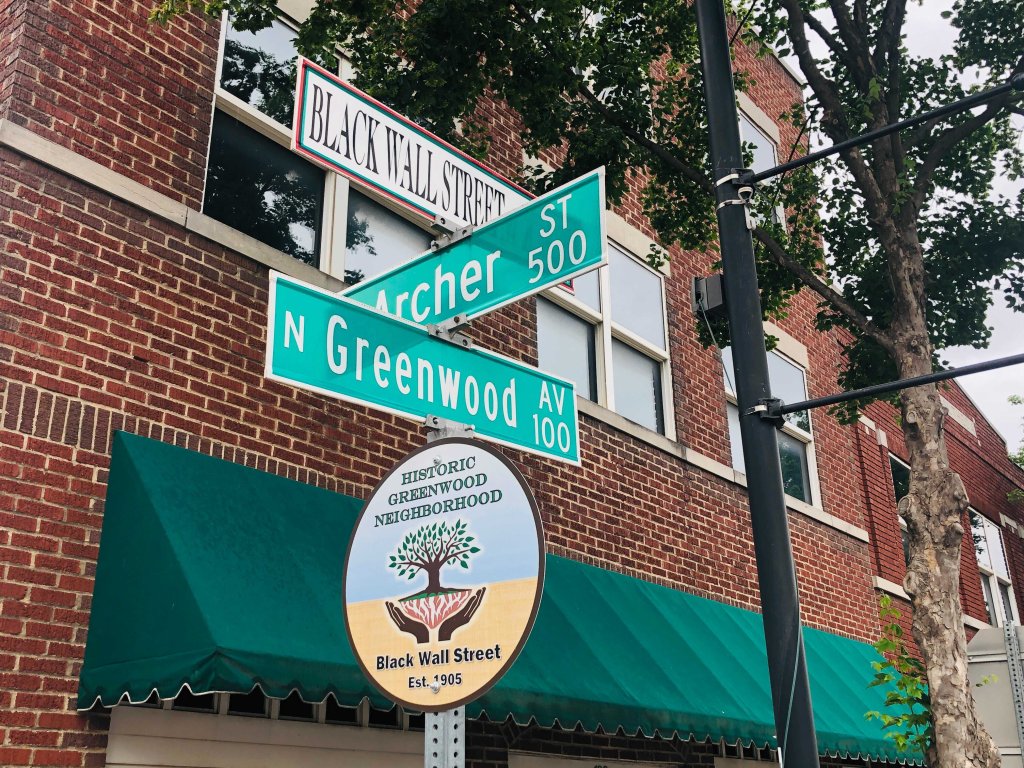 BLACK WALL STREET
Archer ST 500
N Greenwood AV 100
HISTORIC
GREENWOOD
NEIGHBORHOOD
Black Wall Street
Est. 1905